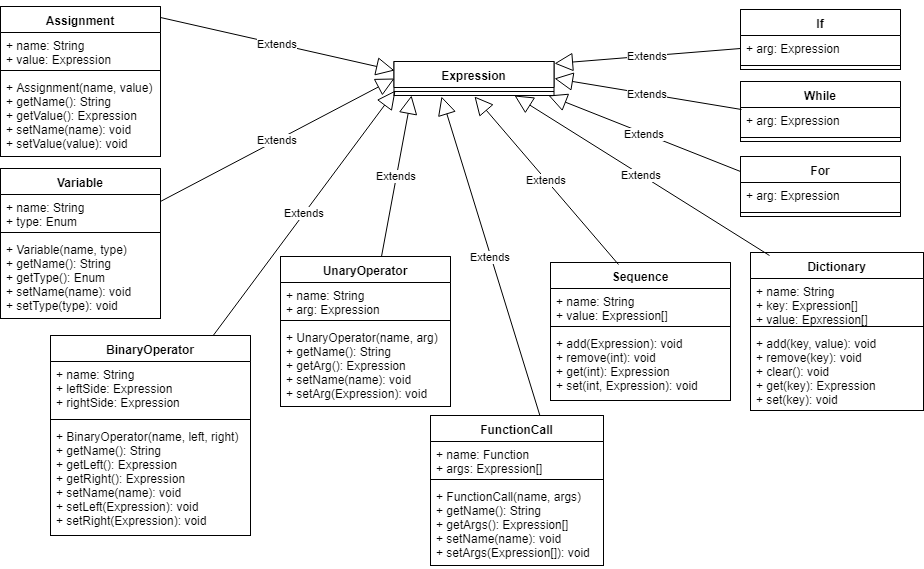 Assignment
+ name: String
+ value: Expression
+ Assignment(name, value)
+ getName(): String
+ getValue(): Expression
+ setName(name): void
+ setValue(value): void
Extends
Expression
Extends
If
+ arg: Expression
Extends
While
+ arg: Expression
Extends
For
+ arg: Expression
Extends
Variable
+ name: String
+ type: Enum
+ Variable(name, type)
+ getName(): String
+ getType(): Enum
+ setName(name): void
+ setType(type): void
Extends
Extends
Extends
Extends
Extends
BinaryOperator
+ name: String
+ leftSide: Expression
+ rightSide: Expression
+ BinaryOperator(name, left, right)
+ getName(): String
+ getLeft(): Expression
+ getRight(): Expression
+ setName(name): void
+ setLeft(Expression): void
+ setRight(Expression): void
UnaryOperator
+ name: String
+ arg: Expression
+ UnaryOperator(name, arg)
+ getName(): String
+ getArg(): Expression
+ setName(name): void
+ setArg(Expression): void
FunctionCall
+ name: Function
+ args: Expression[]
+ FunctionCall(name, args)
+ getName(): String
+ getArgs(): Expression[]
+ setName(name): void
+ setArgs(Expression[]): void
Sequence
+ name: String
+ value: Expression[]
+ add(Expression): void
+ remove(int): void
+ get(int): Expression
+ set(int, Expression): void
Dictionary
+ name: String
+ key: Expression[]
+ value: Epxression[]
+ add(key, value): void
+ remove(key): void
+ clear(): void
+ get(key): Expression
+ set(key): void